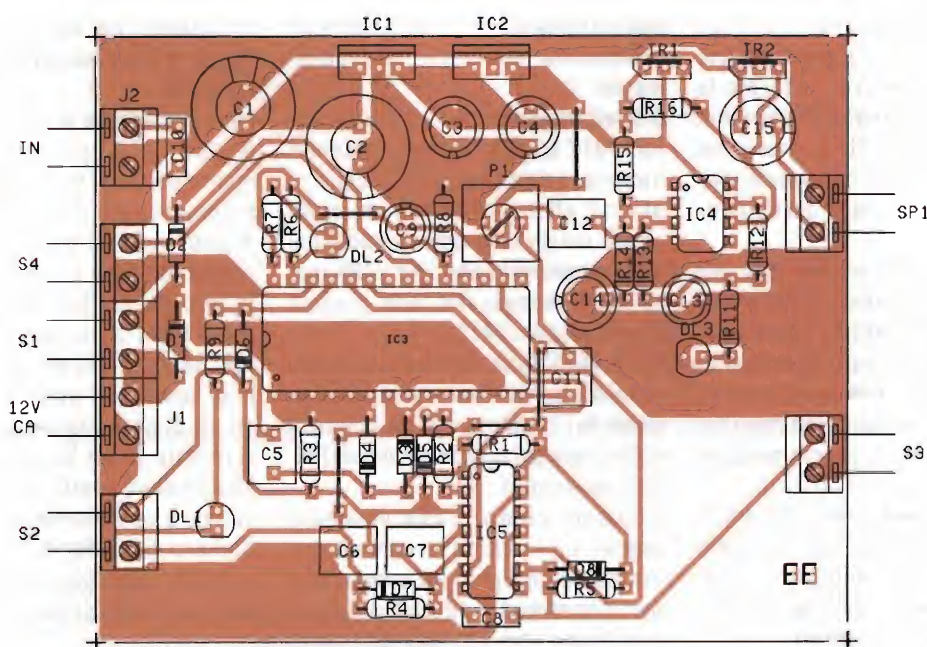 IC1 IC2
TR1 TR2
J2
C1 C3 C4 R16 C15
IN C10 C2
R15
P1
IC4 SP1
R7 R6 C9 R8 C12
S4 D2 DL2 R14 R13 R12
C14 C13
S1 D1 R9 D6 IC3 R11
DL3
12V
CA
J1 C11
C5 R3 D4 D3 D5 R2 R1 S3
S2 DL1 IC5
C6 C7
D7 D8
R4 R5
C8
EF